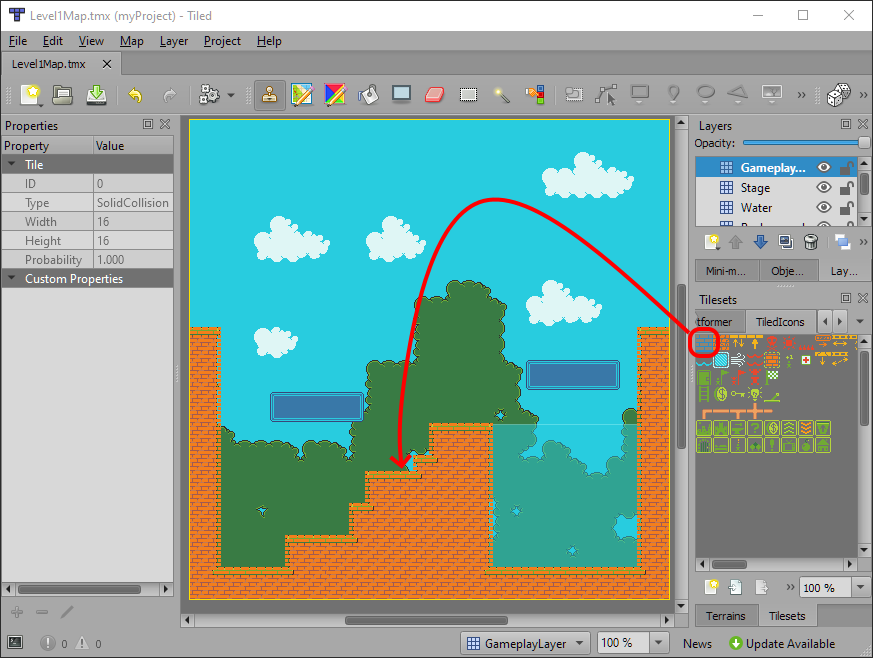 Level1Map.tmx (myProject) - Tiled
File Edit View Map Layer Project Help
Level1Map.tmx
Properties
Property Value
Tile
ID 0
Type SolidCollision
Width 16
Height 16
Probability 1.000
Custom Properties
Layers
Opacity:
Gameplay...
Stage
Water
Mini-m... Obje... Lay...
Tilesets
tformer TiledIcons
100 %
Terrains Tilesets
0 0
GameplayLayer 100 % News Update Available